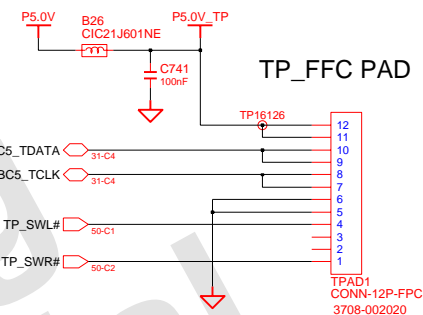 P5.0V
B26
CIC21J601NE
P5.0V_TP
C741
100nF
TP_FFC PAD
TP16126
12
11
C5_TDATA
31-C4
10
9
BC5_TCLK
31-C4
8
7
6
5
TP_SWL#
50-C1
4
3
2
TP_SWR#
50-C2
1
TPAD1
CONN-12P-FPC
3708-002020